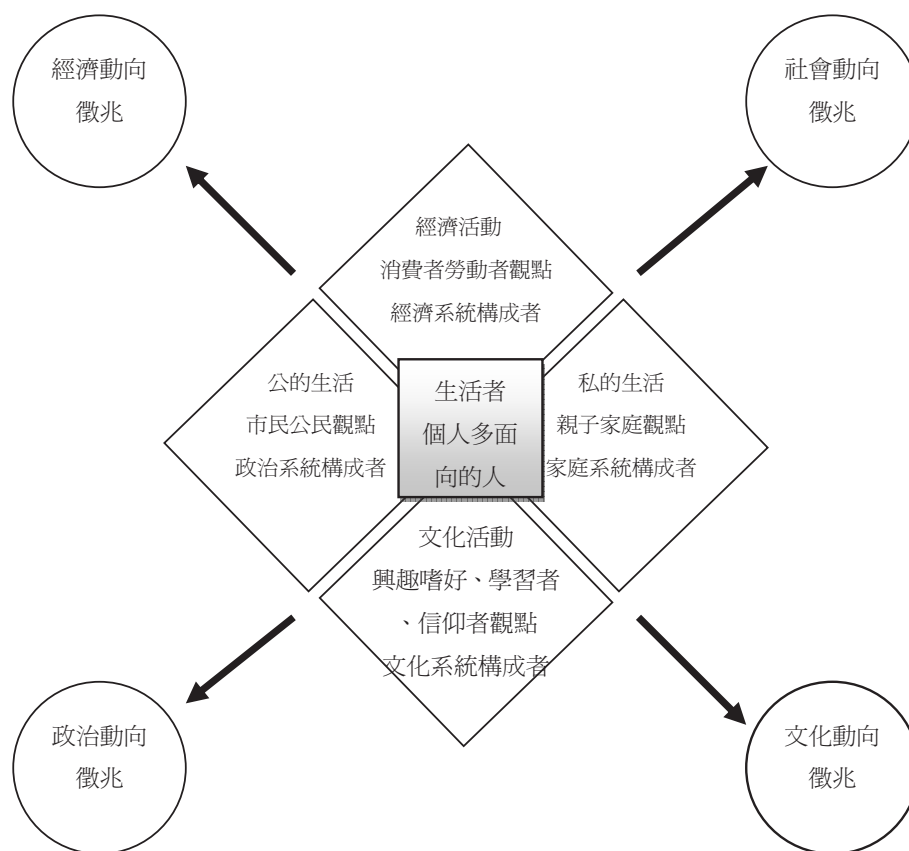 經濟動向
徵兆
社會動向
徵兆
經濟活動
消費者勞動者觀點
經濟系統構成者
公的生活
市民公民觀點
政治系統構成者
生活者
個人多面
向的人
私的生活
親子家庭觀點
家庭系統構成者
文化活動
興趣嗜好、學習者
、信仰者觀點
文化系統構成者
政治動向
徵兆
文化動向
徵兆